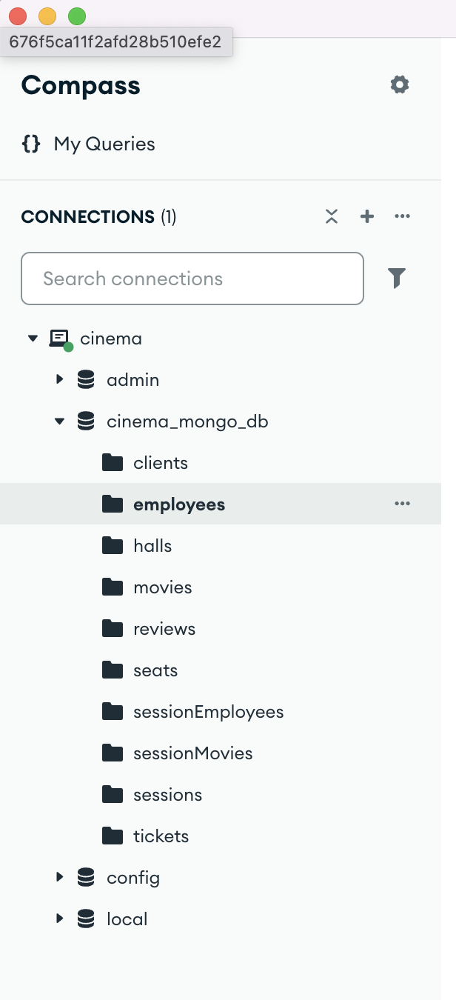 676f5ca11f2afd28b510efe2
Compass
My Queries
CONNECTIONS (1)
Search connections
cinema
admin
cinema_mongo_db
clients
employees
halls
movies
reviews
seats
sessionEmployees
sessionMovies
sessions
tickets
config
local